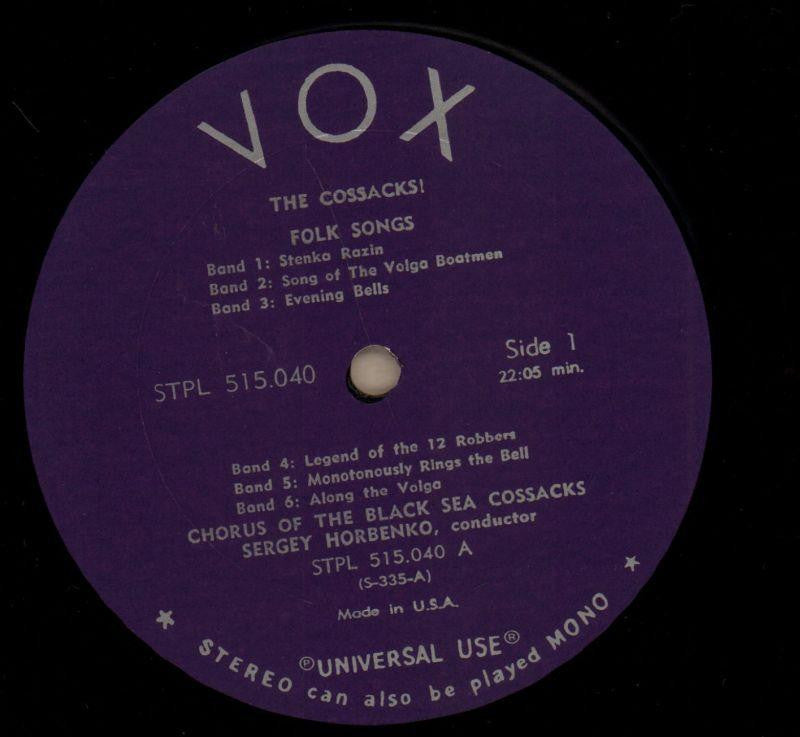 VOX
THE COSSACKS!
FOLK SONGS
Band 1: Stenka Razin
Band 2: Song of The Volga Boatmen
Band 3: Evening Bells
STPL 515.040
Side 1
22:05 min.
Band 4: Legend of the 12 Robbers
Band 5: Monotonously Rings the Bell
Band 6: Along the Volga
CHORUS OF THE BLACK SEA COSSACKS
SERGEY HORBENKO, conductor
STPL 515.040 A
(S-335-A)
Made in U.S.A.
℗UNIVERSAL USE®
★ STEREO can also be played MONO ★